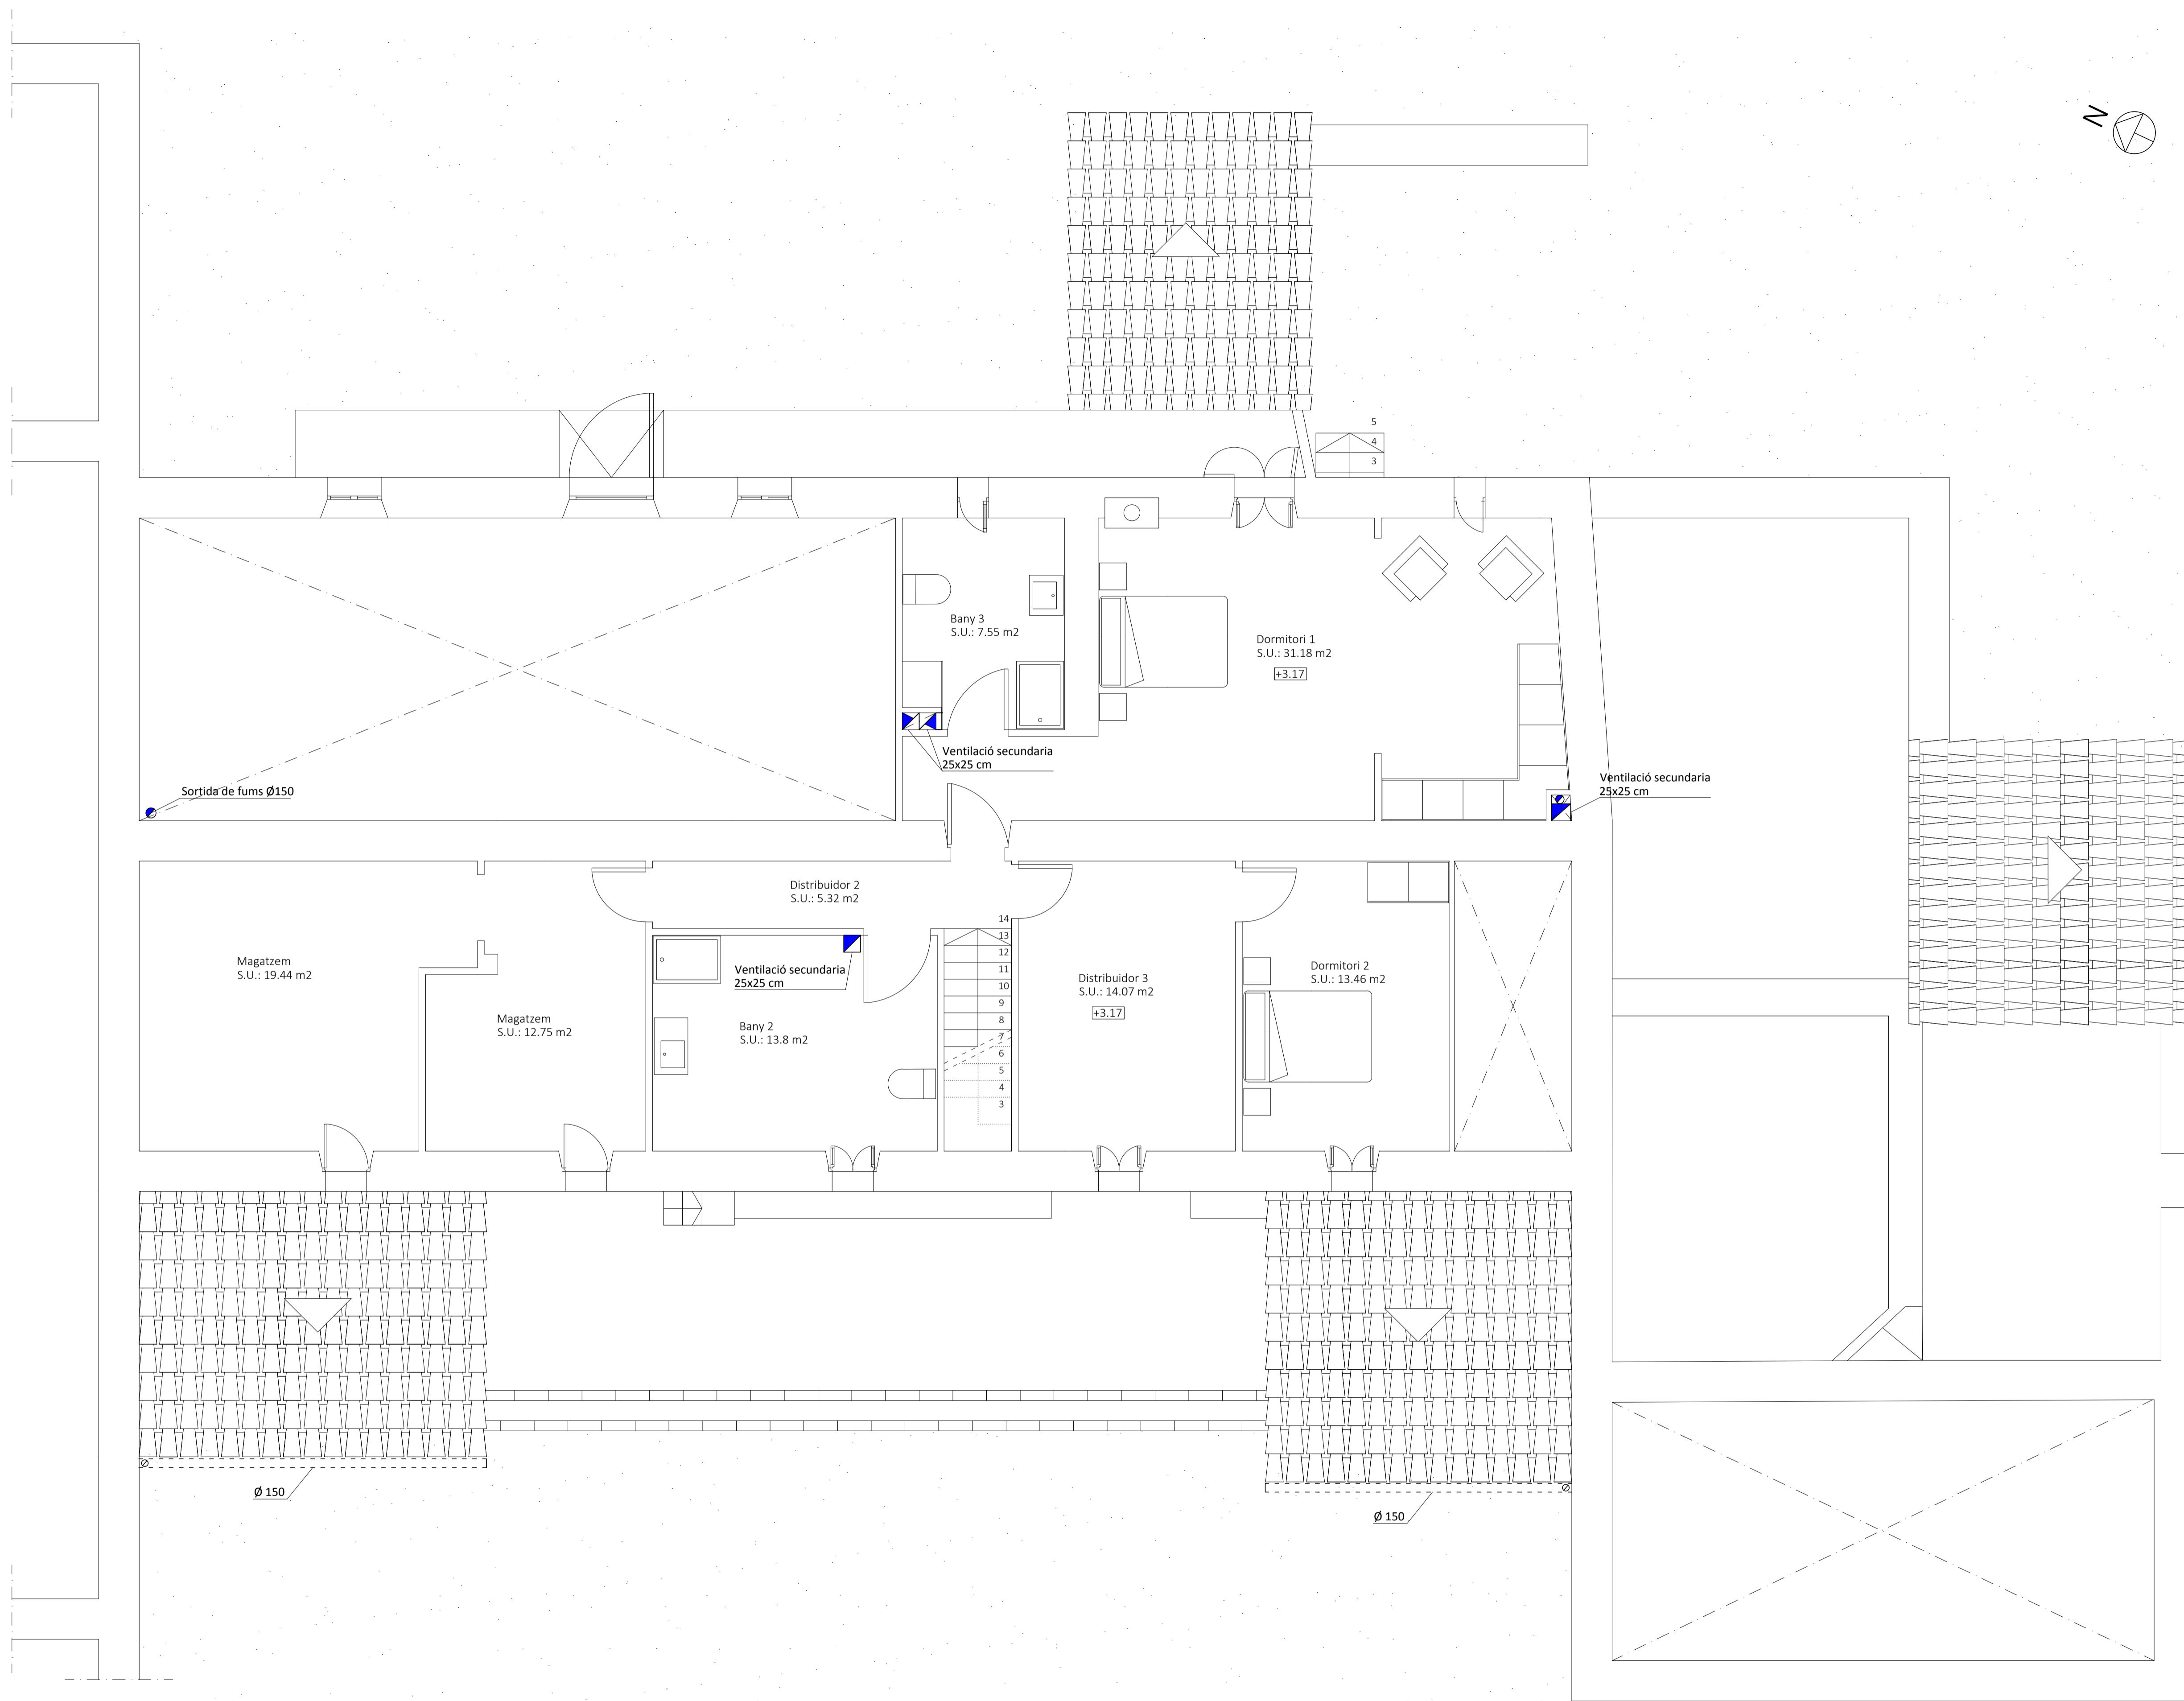 N
5
4
3
Bany 3
S.U.: 7.55 m2
Dormitori 1
S.U.: 31.18 m2
+3.17
Ventilació secundaria
25x25 cm
Ventilació secundaria
25x25 cm
Sortida de fums Ø150
Distribuidor 2
S.U.: 5.32 m2
14
13
12
11
10
9
8
7
6
5
4
3
Magatzem
S.U.: 19.44 m2
Ventilació secundaria
25x25 cm
Distribuidor 3
S.U.: 14.07 m2
+3.17
Dormitori 2
S.U.: 13.46 m2
Magatzem
S.U.: 12.75 m2
Bany 2
S.U.: 13.8 m2
Ø 150
Ø 150